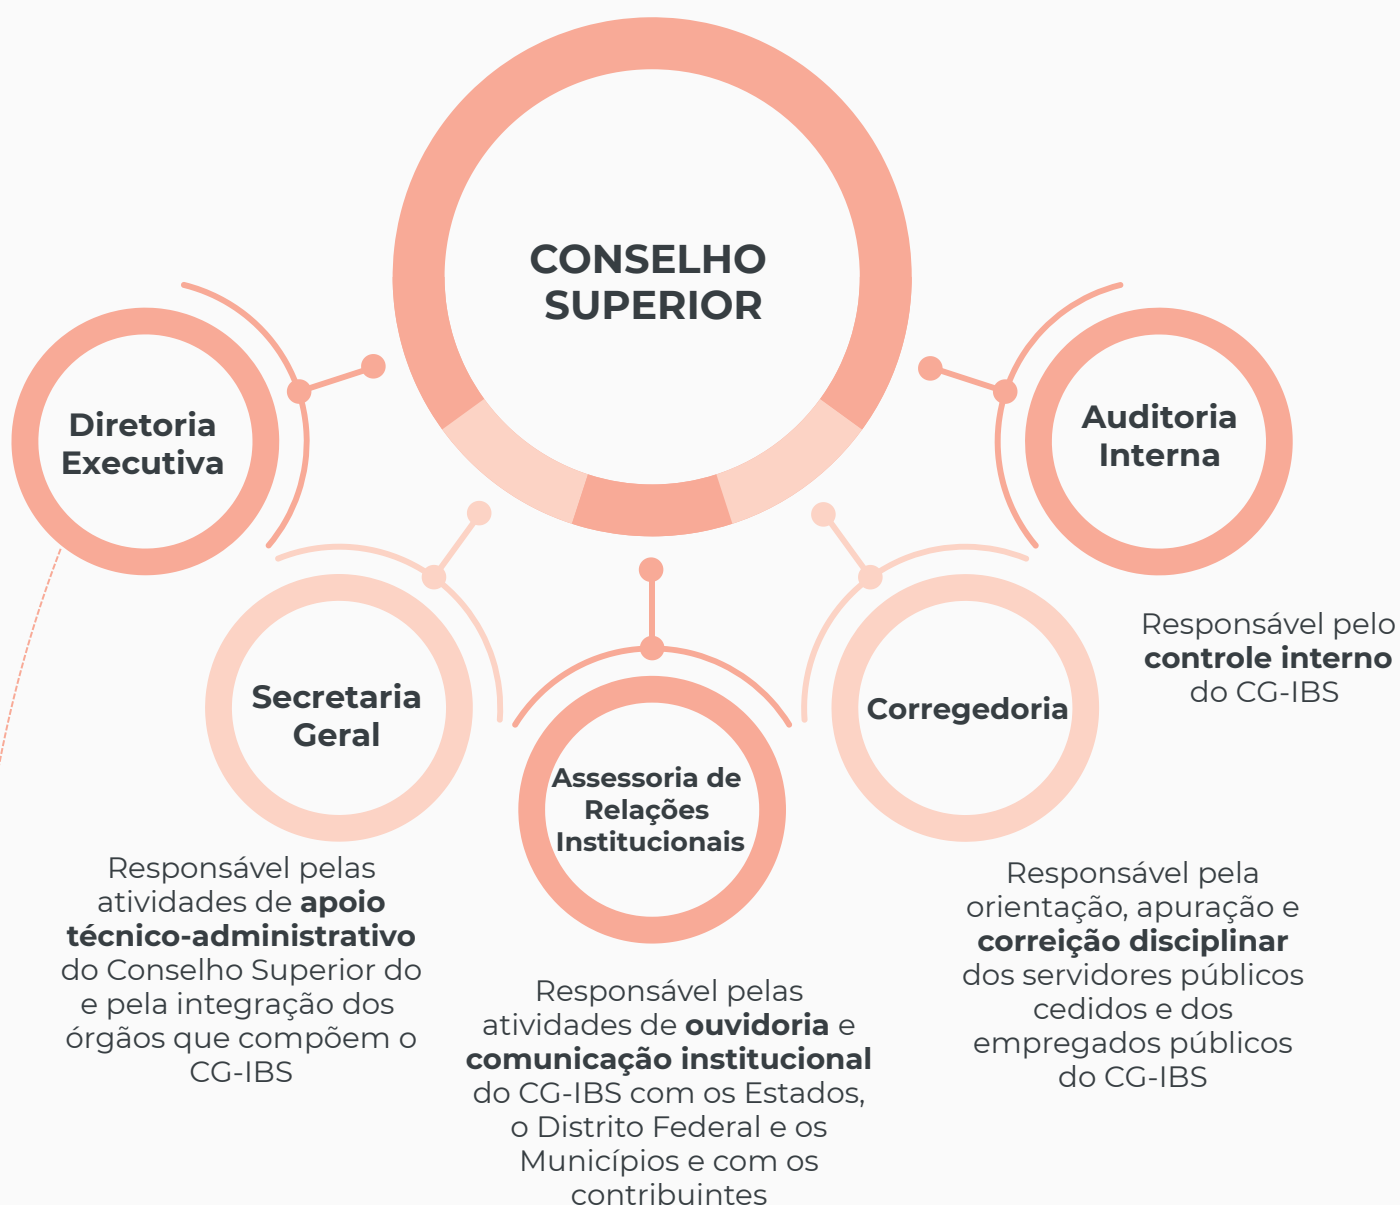 CONSELHO
SUPERIOR
Diretoria
Executiva
Auditoria
Interna
Responsável pelo
controle interno
do CG-IBS
Secretaria
Geral
Responsável pelas
atividades de apoio
técnico-administrativo
do Conselho Superior do
e pela integração dos
órgãos que compõem o
CG-IBS
Assessoria de
Relações
Institucionais
Responsável pelas
atividades de ouvidoria e
comunicação institucional
do CG-IBS com os Estados,
o Distrito Federal e os
Municípios e com os
contribuintes
Corregedoria
Responsável pela
orientação, apuração e
correição disciplinar
dos servidores públicos
cedidos e dos
empregados públicos
do CG-IBS